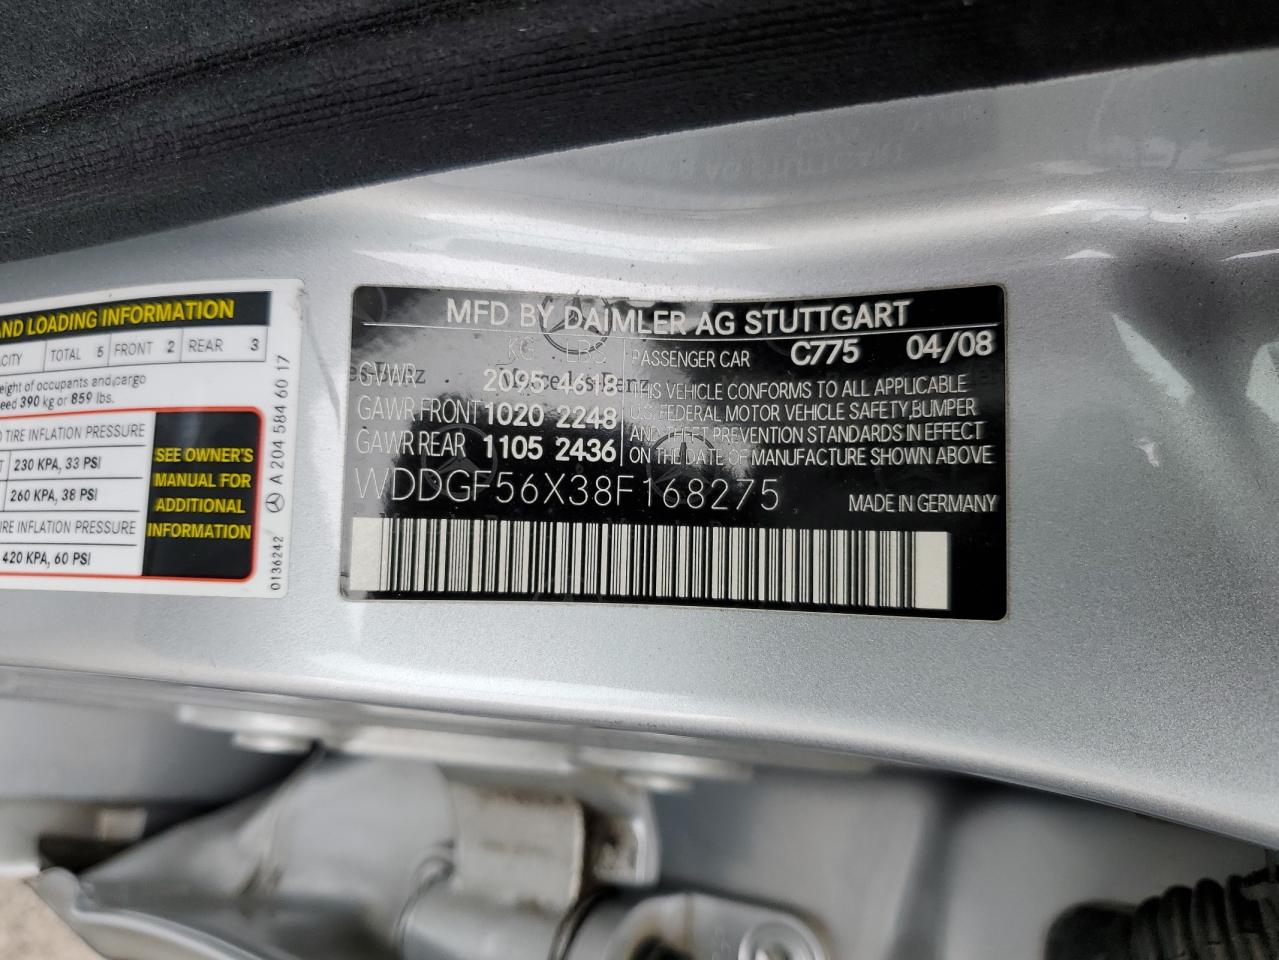 AND LOADING INFORMATION
CITY TOTAL 5 FRONT 2 REAR 3
eight of occupants and cargo
eed 390 kg or 859 lbs.
TIRE INFLATION PRESSURE
230 KPA, 33 PSI
260 KPA, 38 PSI
IRE INFLATION PRESSURE
420 KPA, 60 PSI
SEE OWNER'S
MANUAL FOR
ADDITIONAL
INFORMATION
A 204 584 60 17
0136242
MFD BY DAIMLER AG STUTTGART
KG LBS PASSENGER CAR C775 04/08
GVWR 2095 4618 THIS VEHICLE CONFORMS TO ALL APPLICABLE
GAWR FRONT 1020 2248 U.S. FEDERAL MOTOR VEHICLE SAFETY,BUMPER
GAWR REAR 1105 2436 AND THEFT PREVENTION STANDARDS IN EFFECT
ON THE DATE OF MANUFACTURE SHOWN ABOVE
Mercedes-Benz
WDDGF56X38F168275 MADE IN GERMANY